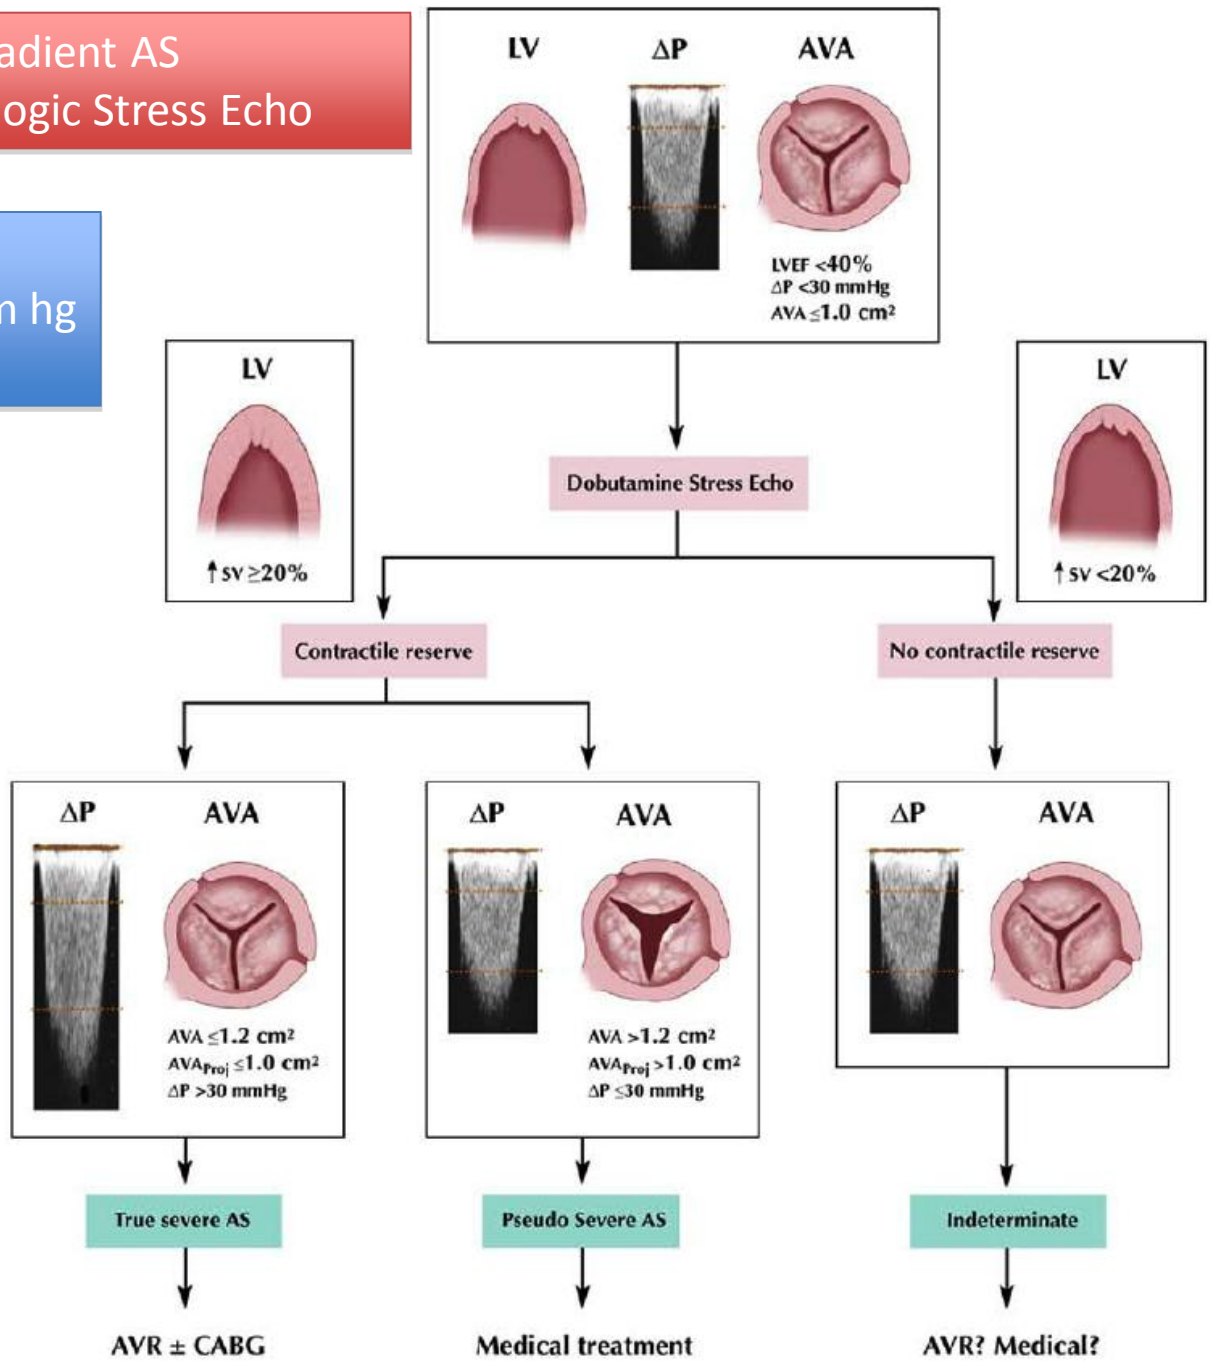 adient AS
ogic Stress Echo
m hg
LV ΔP AVA
LVEF <40%
ΔP <30 mmHg
AVA ≤1.0 cm²
LV
↑ SV ≥20%
LV
↑ SV <20%
Dobutamine Stress Echo
Contractile reserve
No contractile reserve
ΔP AVA
AVA ≤1.2 cm²
AVAProj ≤1.0 cm²
ΔP >30 mmHg
ΔP AVA
AVA >1.2 cm²
AVAProj >1.0 cm²
ΔP ≤30 mmHg
ΔP AVA
True severe AS
Pseudo Severe AS
Indeterminate
AVR ± CABG
Medical treatment
AVR? Medical?